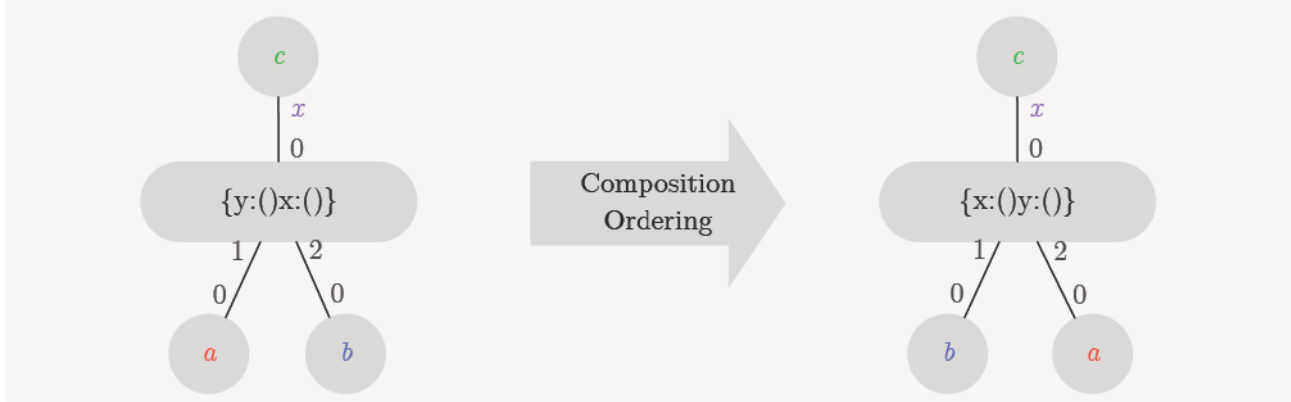 c
x
0
{y:()x:()}
1 2
0 0
a b
Composition
Ordering
c
x
0
{x:()y:()}
1 2
0 0
b a